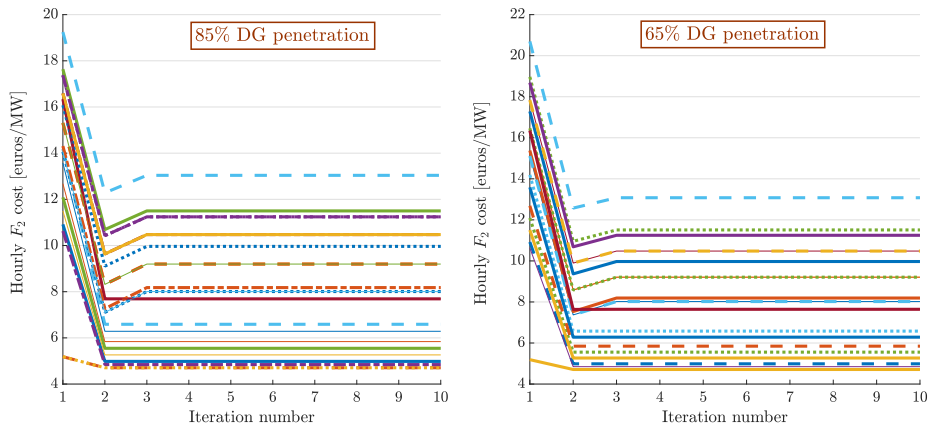 85% DG penetration
Hourly F₂ cost [euros/MW]
20
18
16
14
12
10
8
6
4
1 2 3 4 5 6 7 8 9 10
Iteration number
65% DG penetration
Hourly F₂ cost [euros/MW]
22
20
18
16
14
12
10
8
6
4
1 2 3 4 5 6 7 8 9 10
Iteration number